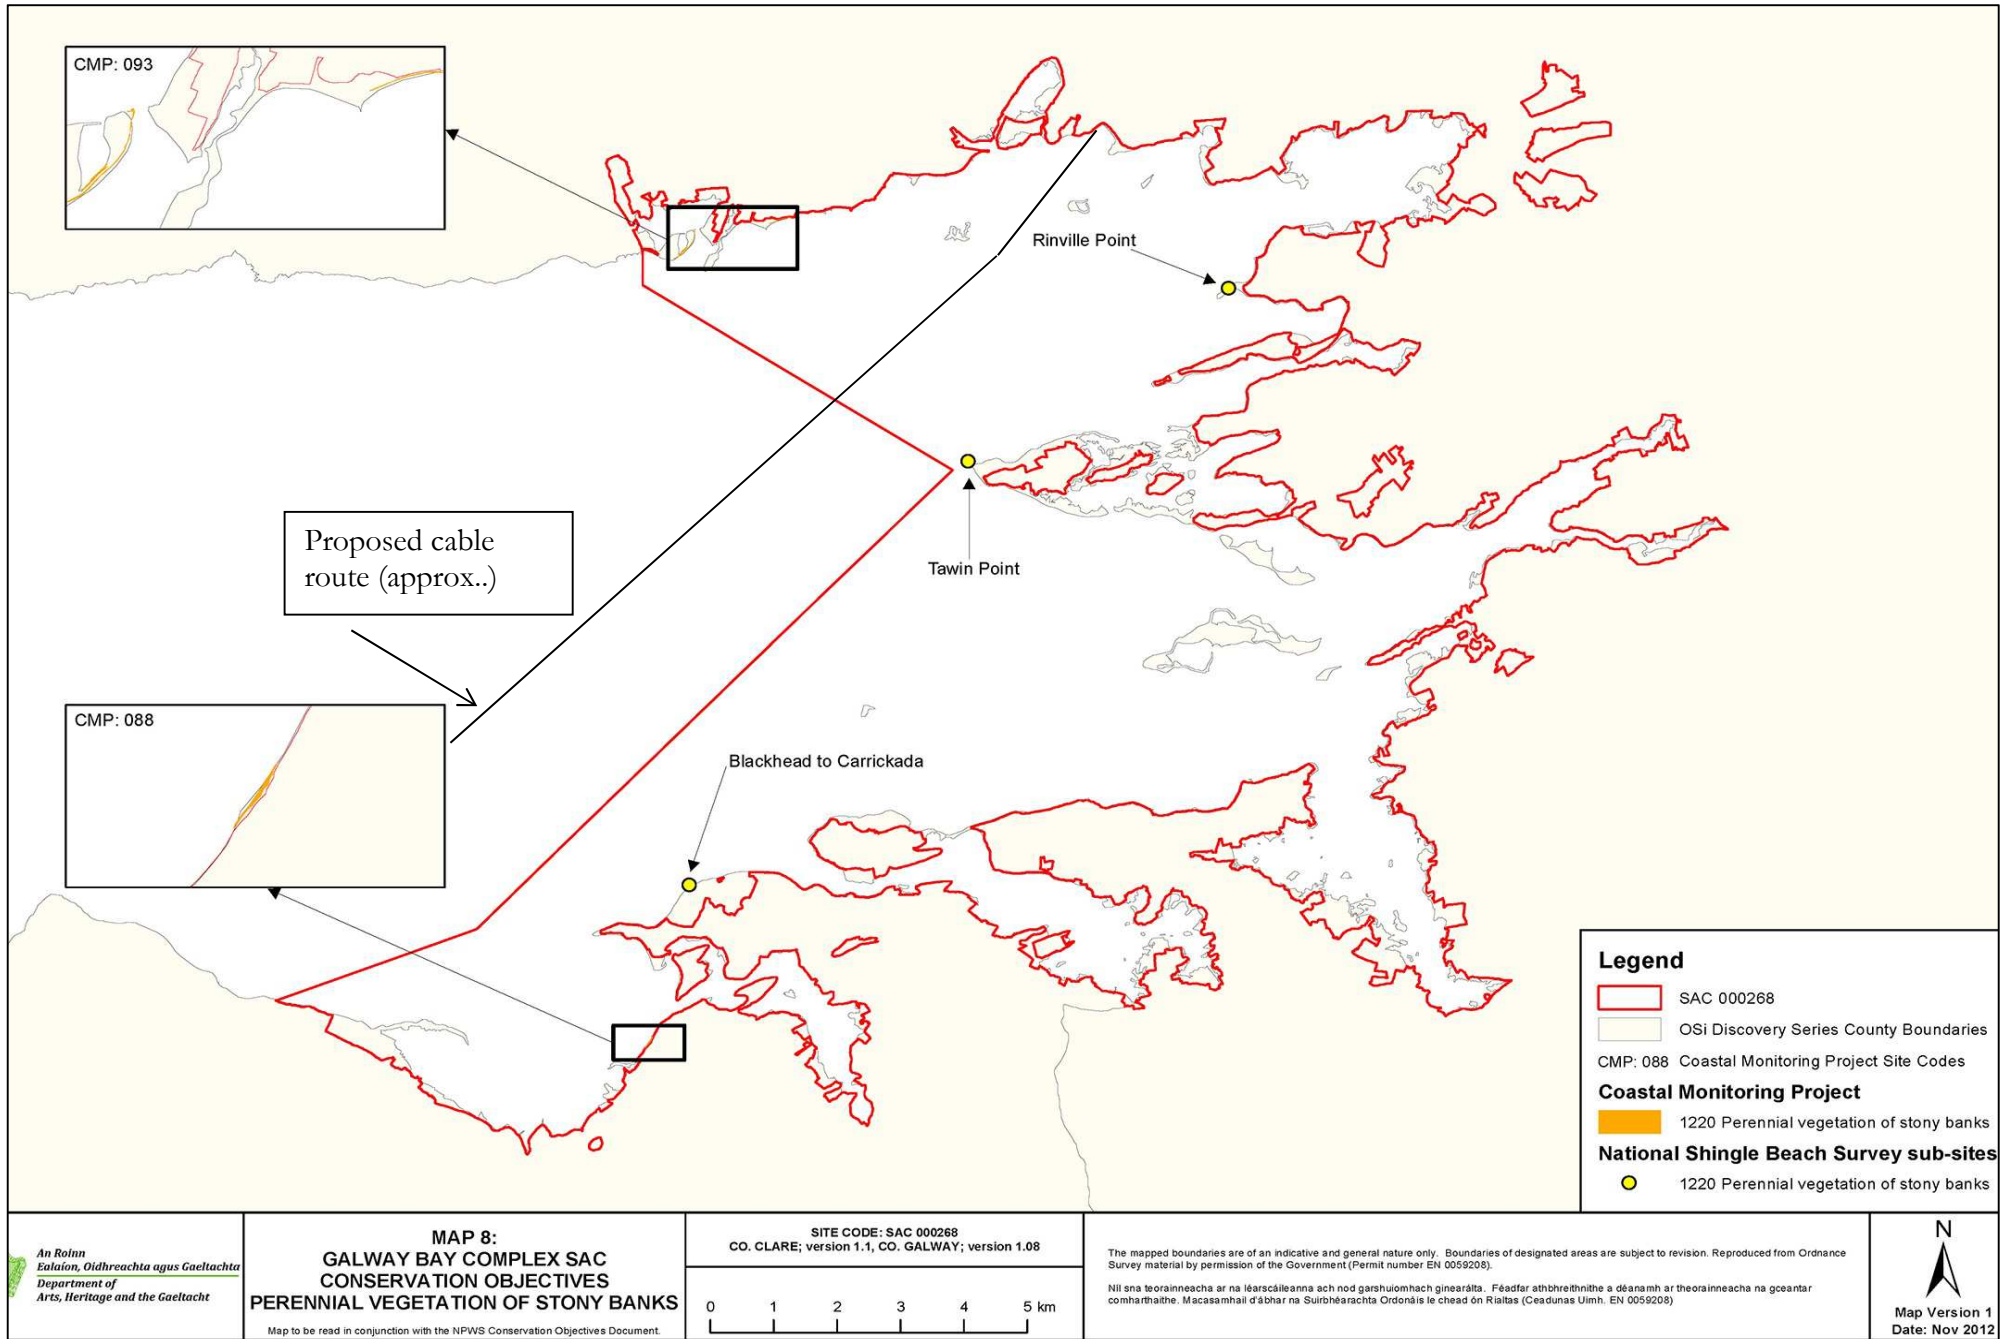 CMP: 093
Rinville Point
Tawin Point
Proposed cable
route (approx..)
CMP: 088
Blackhead to Carrickada
Legend
SAC 000268
OSi Discovery Series County Boundaries
CMP: 088 Coastal Monitoring Project Site Codes
Coastal Monitoring Project
1220 Perennial vegetation of stony banks
National Shingle Beach Survey sub-sites
1220 Perennial vegetation of stony banks
An Roinn
Ealaíon, Oidhreachta agus Gaeltachta
Department of
Arts, Heritage and the Gaeltacht
MAP 8:
GALWAY BAY COMPLEX SAC
CONSERVATION OBJECTIVES
PERENNIAL VEGETATION OF STONY BANKS
Map to be read in conjunction with the NPWS Conservation Objectives Document.
SITE CODE: SAC 000268
CO. CLARE; version 1.1, CO. GALWAY; version 1.08
0 1 2 3 4 5 km
The mapped boundaries are of an indicative and general nature only. Boundaries of designated areas are subject to revision. Reproduced from Ordnance
Survey material by permission of the Government (Permit number EN 0059208).
Níl sna teorainneacha ar na léarscáileanna ach nod garshuiomhach ginearálta. Féadfar athbhreithnithe a déanamh ar theorainneacha na gceantar
comharthaithe. Macasamhail d'ábhar na Suirbhéarachta Ordonáis le chead ón Rialtas (Ceadunas Uimh. EN 0059208)
N
Map Version 1
Date: Nov 2012